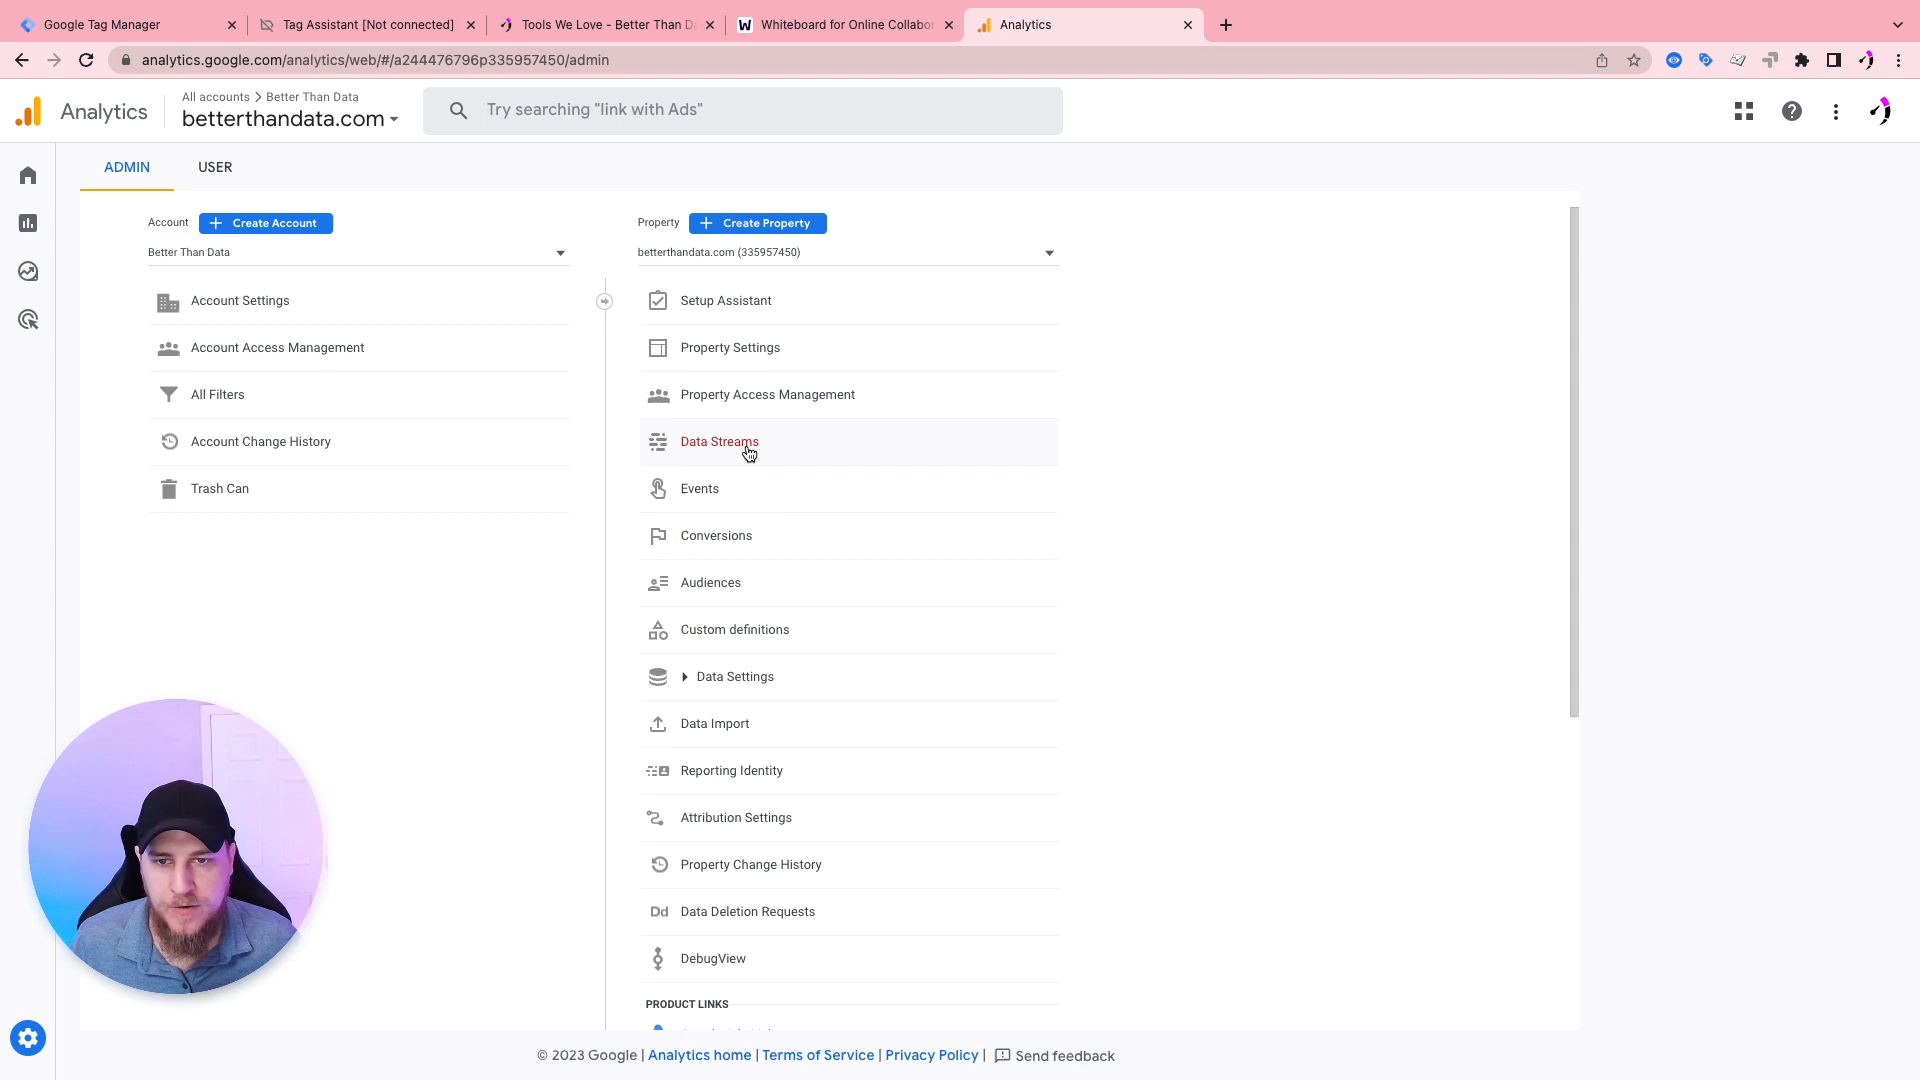 Google Tag Manager
Tag Assistant [Not connected]
Tools We Love - Better Than D
Whiteboard for Online Collabor
Analytics
analytics.google.com/analytics/web/#/a244476796p335957450/admin
Analytics
All accounts > Better Than Data
betterthandata.com
Try searching "link with Ads"
ADMIN
USER
Account
Create Account
Better Than Data
Account Settings
Account Access Management
All Filters
Account Change History
Trash Can
Property
Create Property
betterthandata.com (335957450)
Setup Assistant
Property Settings
Property Access Management
Data Streams
Events
Conversions
Audiences
Custom definitions
Data Settings
Data Import
Reporting Identity
Attribution Settings
Property Change History
Dd Data Deletion Requests
DebugView
PRODUCT LINKS
© 2023 Google | Analytics home | Terms of Service | Privacy Policy | Send feedback